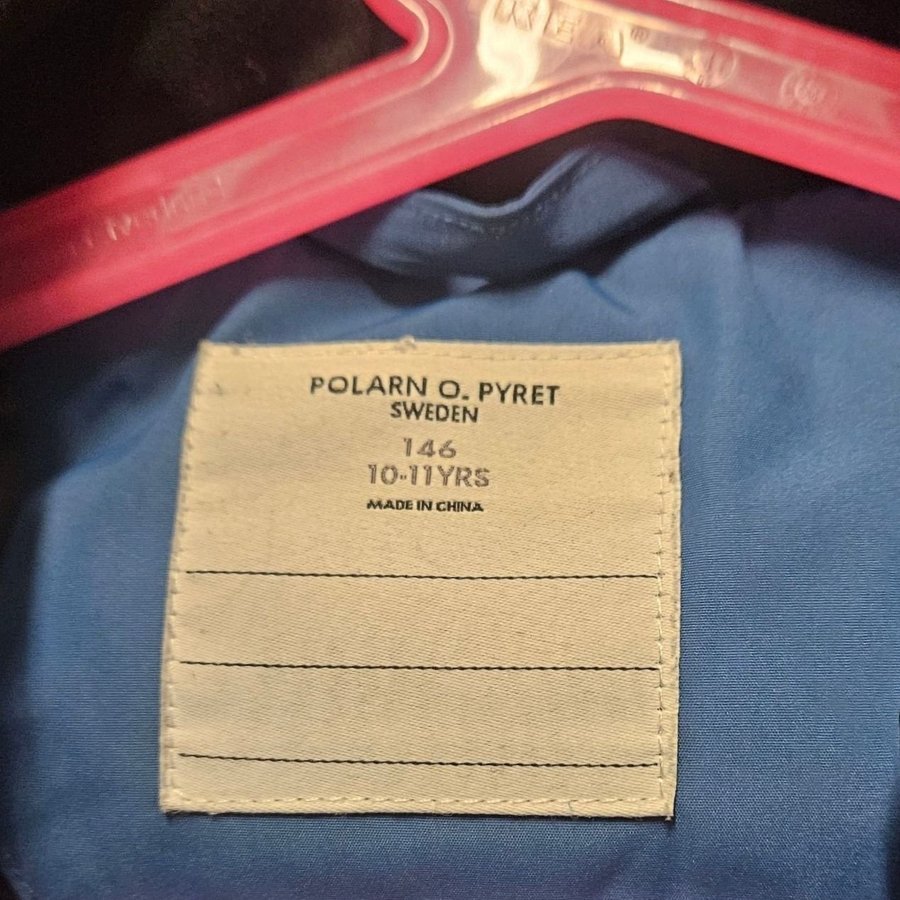 POLARN O. PYRET
SWEDEN
146
10-11YRS
MADE IN CHINA